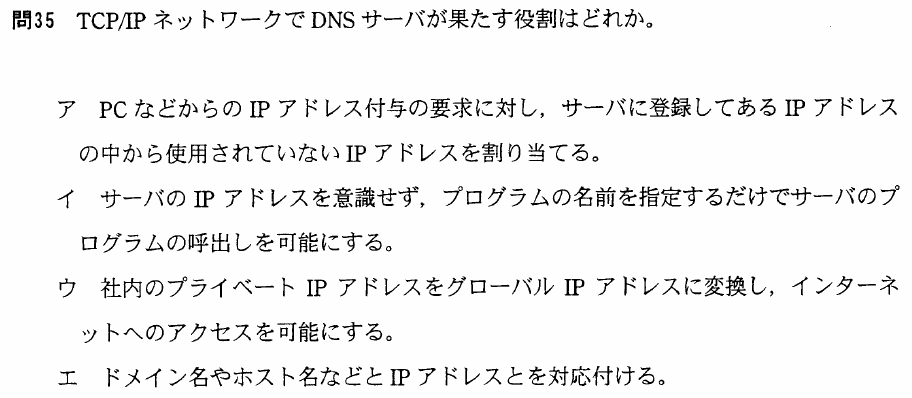 問35 TCP/IP ネットワークで DNS サーバが果たす役割はどれか。
ア PC などからの IP アドレス付与の要求に対し，サーバに登録してある IP アドレス
の中から使用されていない IP アドレスを割り当てる。
イ サーバの IP アドレスを意識せず，プログラムの名前を指定するだけでサーバのプ
ログラムの呼出しを可能にする。
ウ 社内のプライベート IP アドレスをグローバル IP アドレスに変換し，インターネ
ットへのアクセスを可能にする。
エ ドメイン名やホスト名などと IP アドレスとを対応付ける。